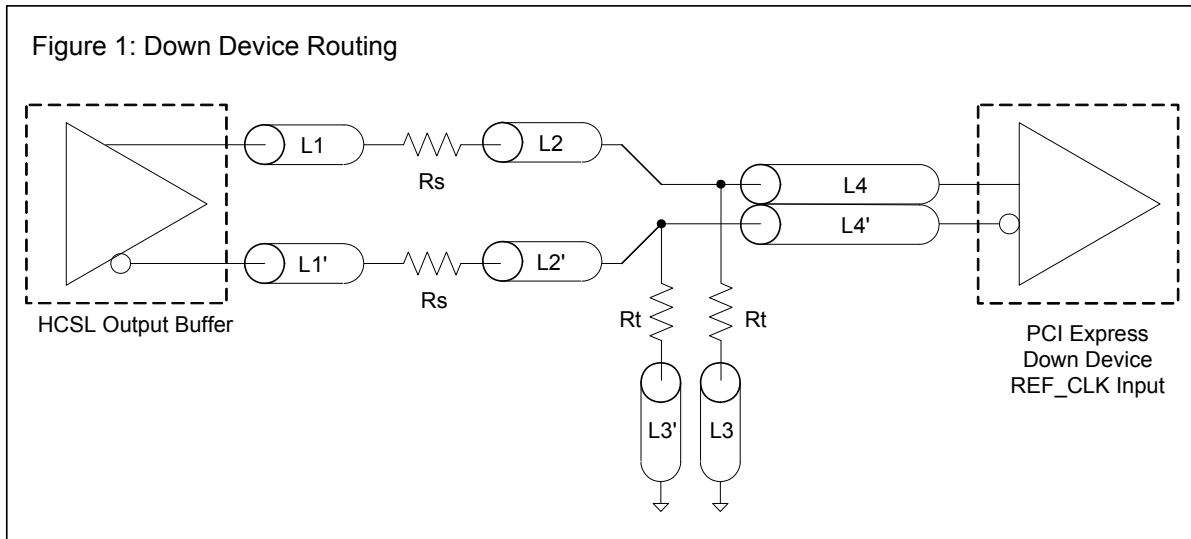 Figure 1: Down Device Routing
L1
Rs
L2
L4
L4'
L1'
Rs
L2'
HCSL Output Buffer
Rt
Rt
L3'
L3
PCI Express
Down Device
REF_CLK Input